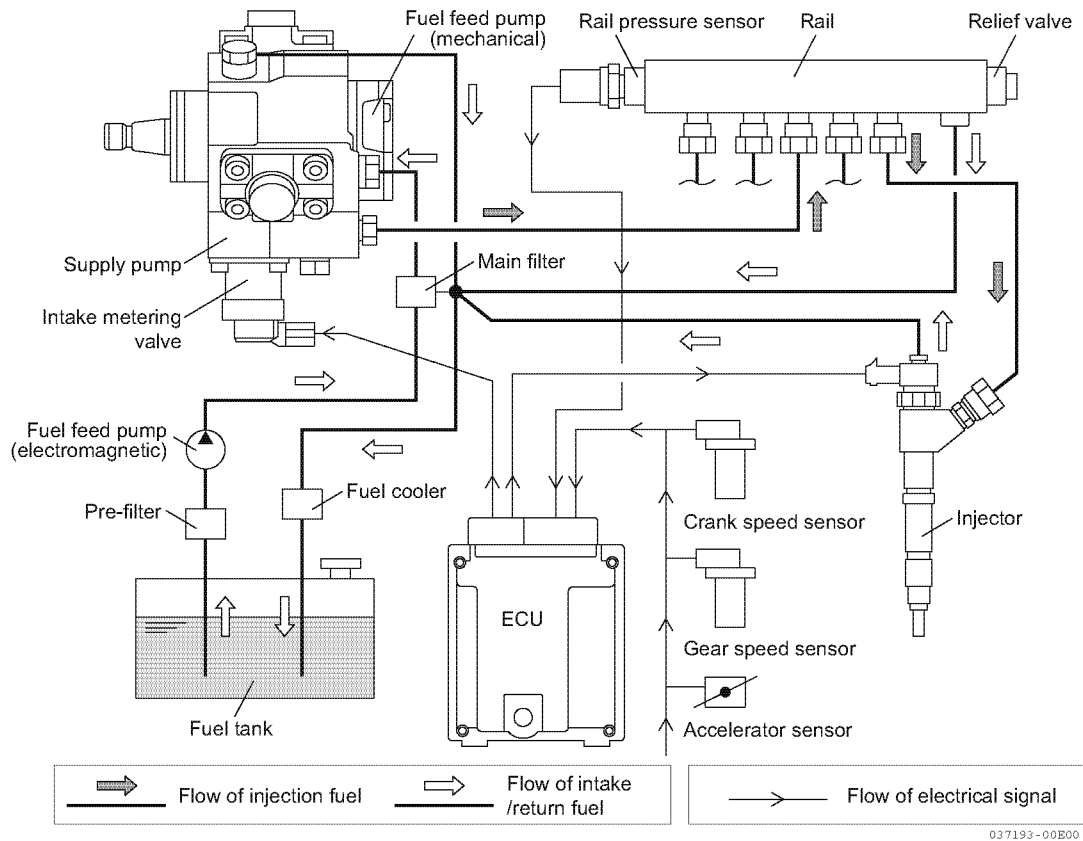 Fuel feed pump
(mechanical)
Rail pressure sensor
Rail
Relief valve
Supply pump
Main filter
Intake metering
valve
Fuel feed pump
(electromagnetic)
Fuel cooler
Pre-filter
Crank speed sensor
Injector
ECU
Gear speed sensor
Fuel tank
Accelerator sensor
Flow of injection fuel
Flow of intake
/return fuel
Flow of electrical signal
037193-00E00